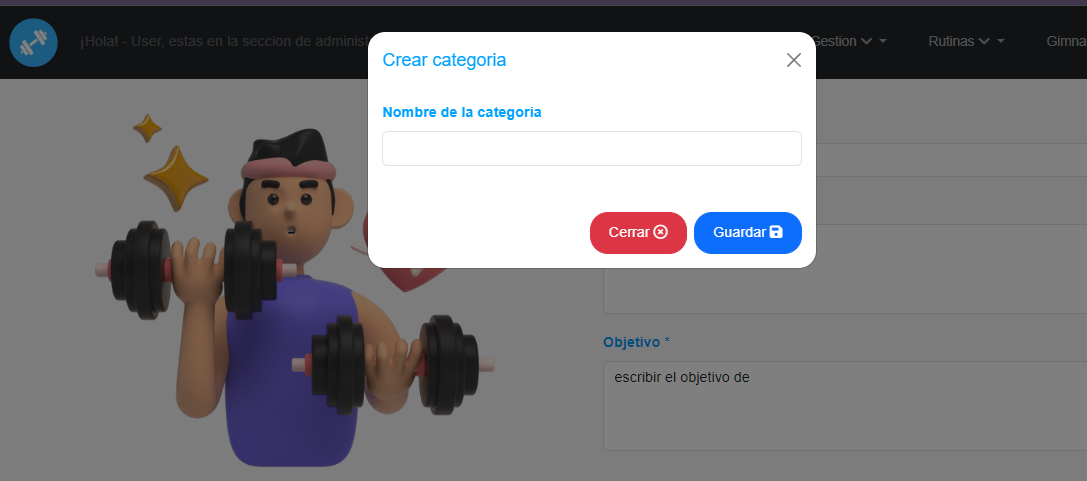 ¡Hola! - User, estas en la seccion de administ
Gestion
Rutinas
Gimna
Crear categoria
Nombre de la categoria
Cerrar
Guardar
Objetivo *
escribir el objetivo de